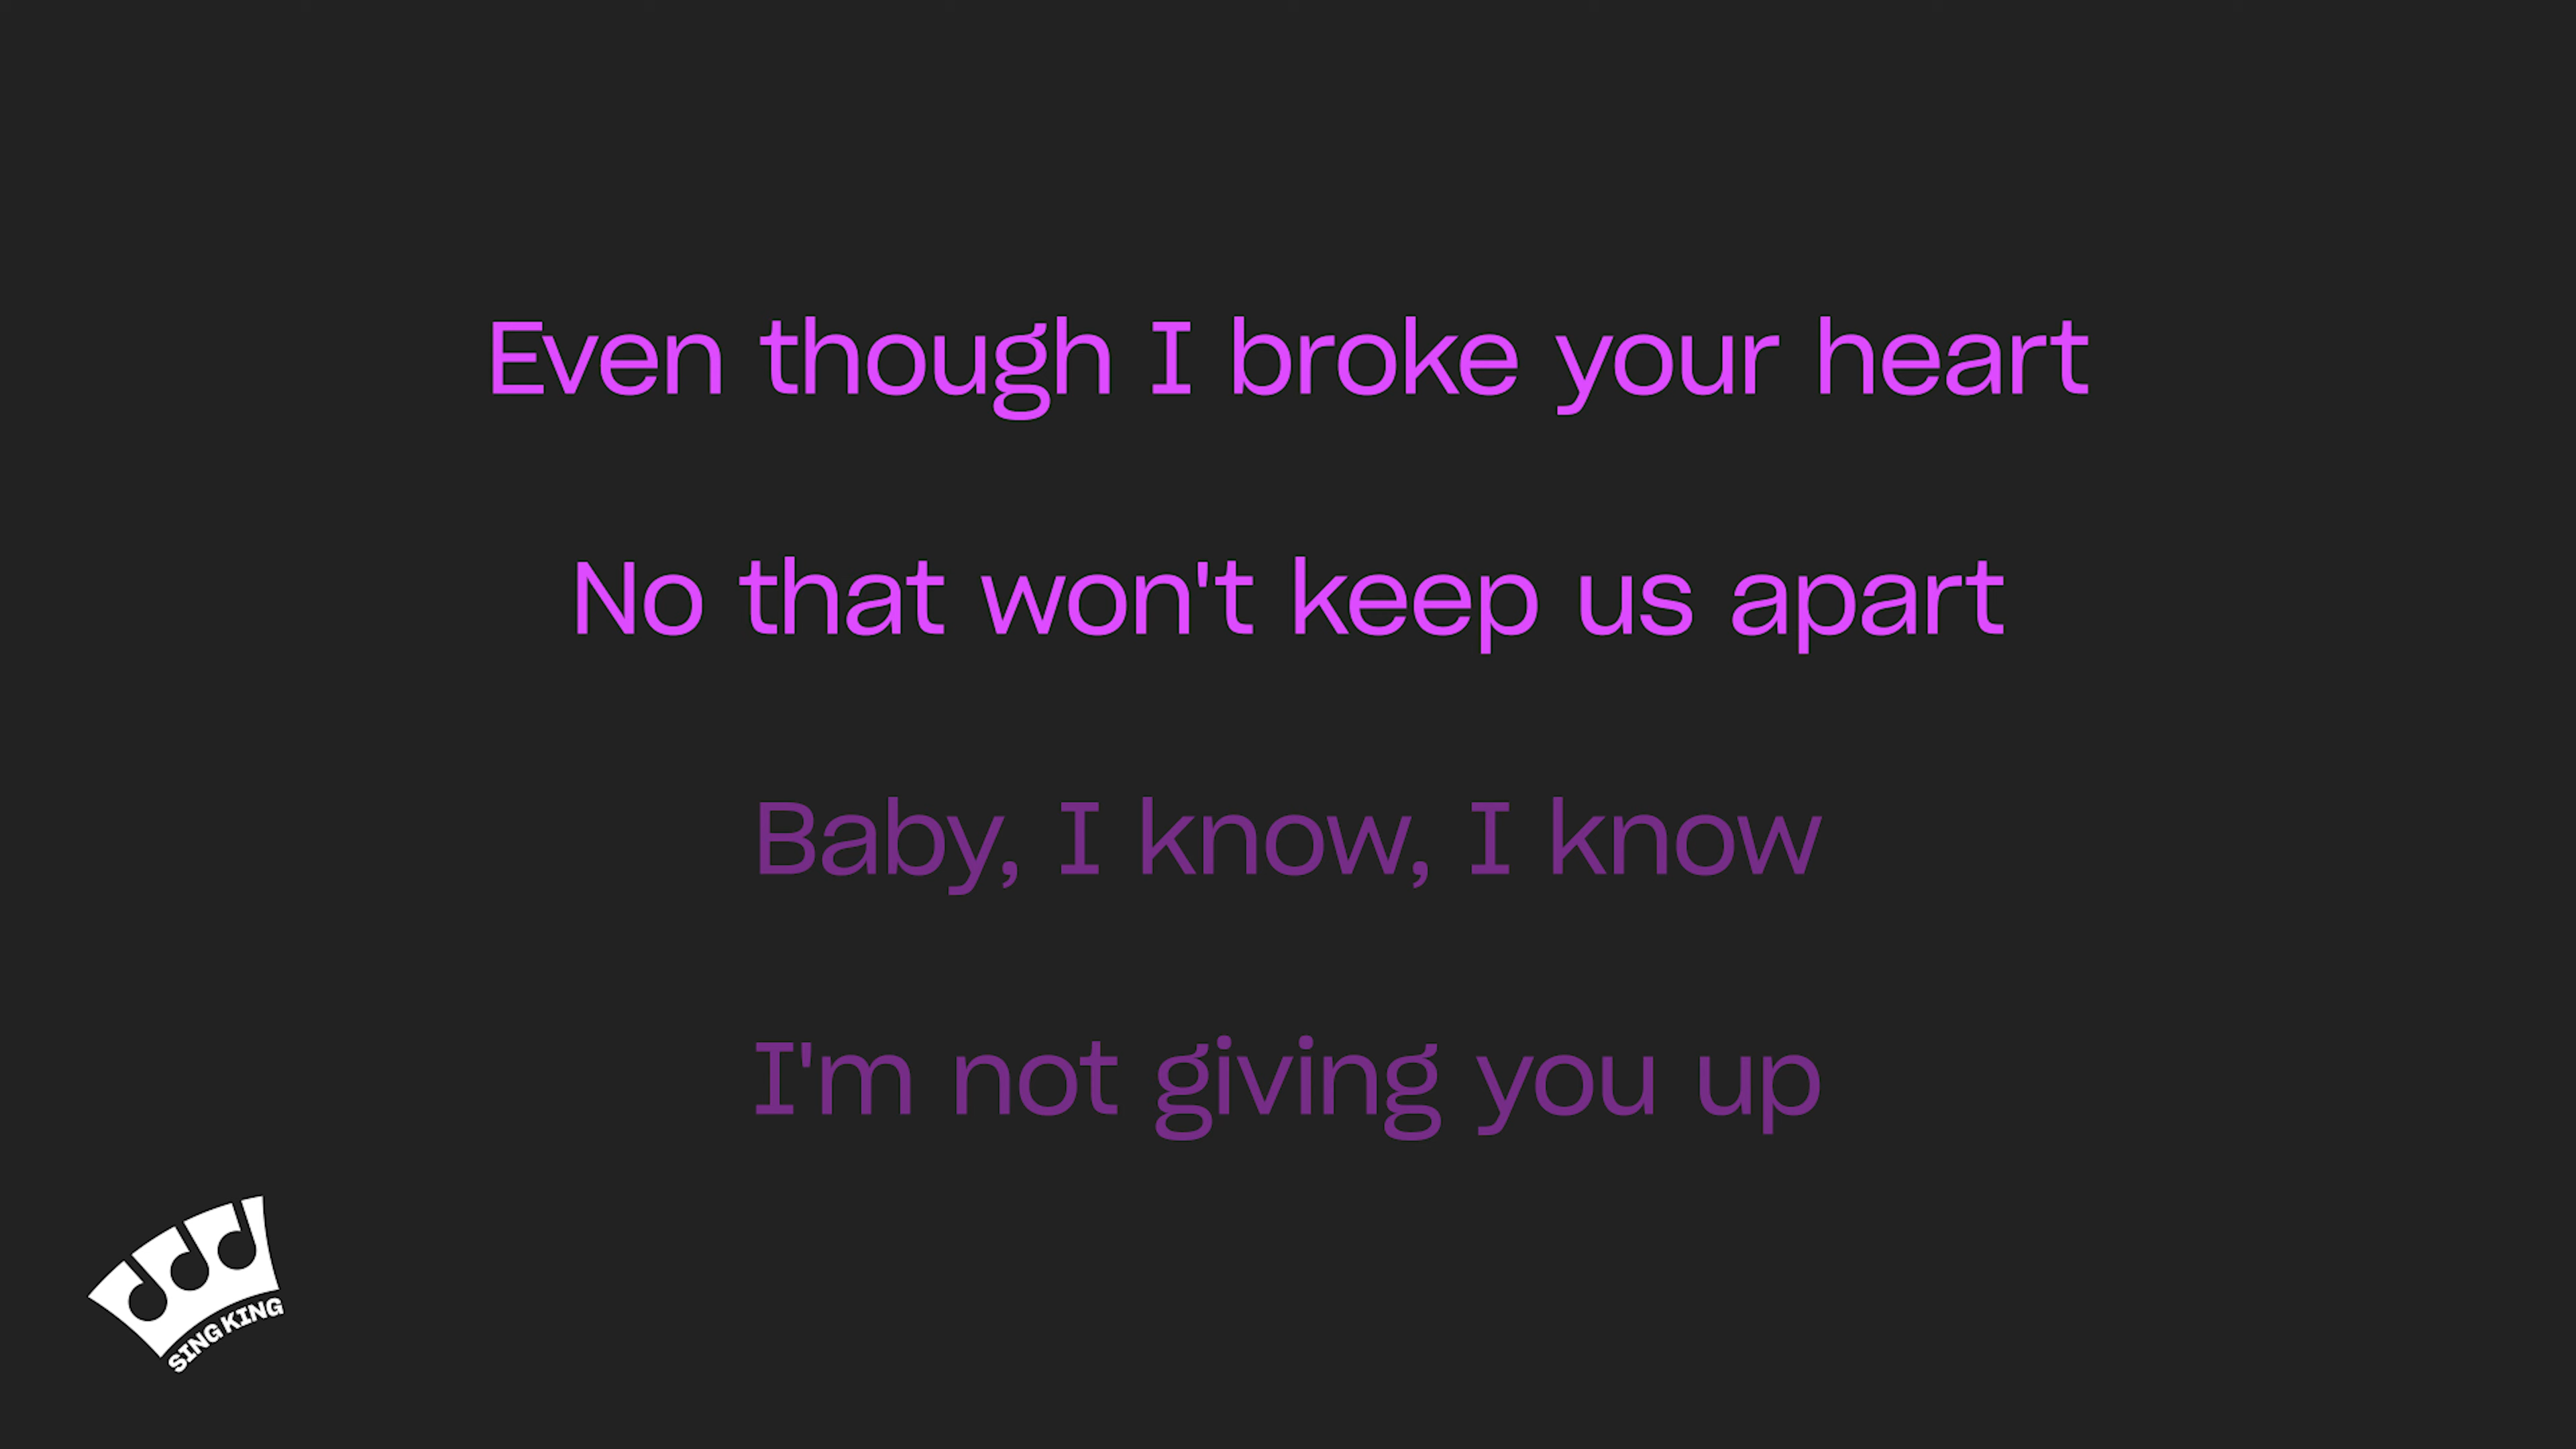 Even though I broke your heart
No that won't keep us apart
Baby, I know, I know
I'm not giving you up
SING KING